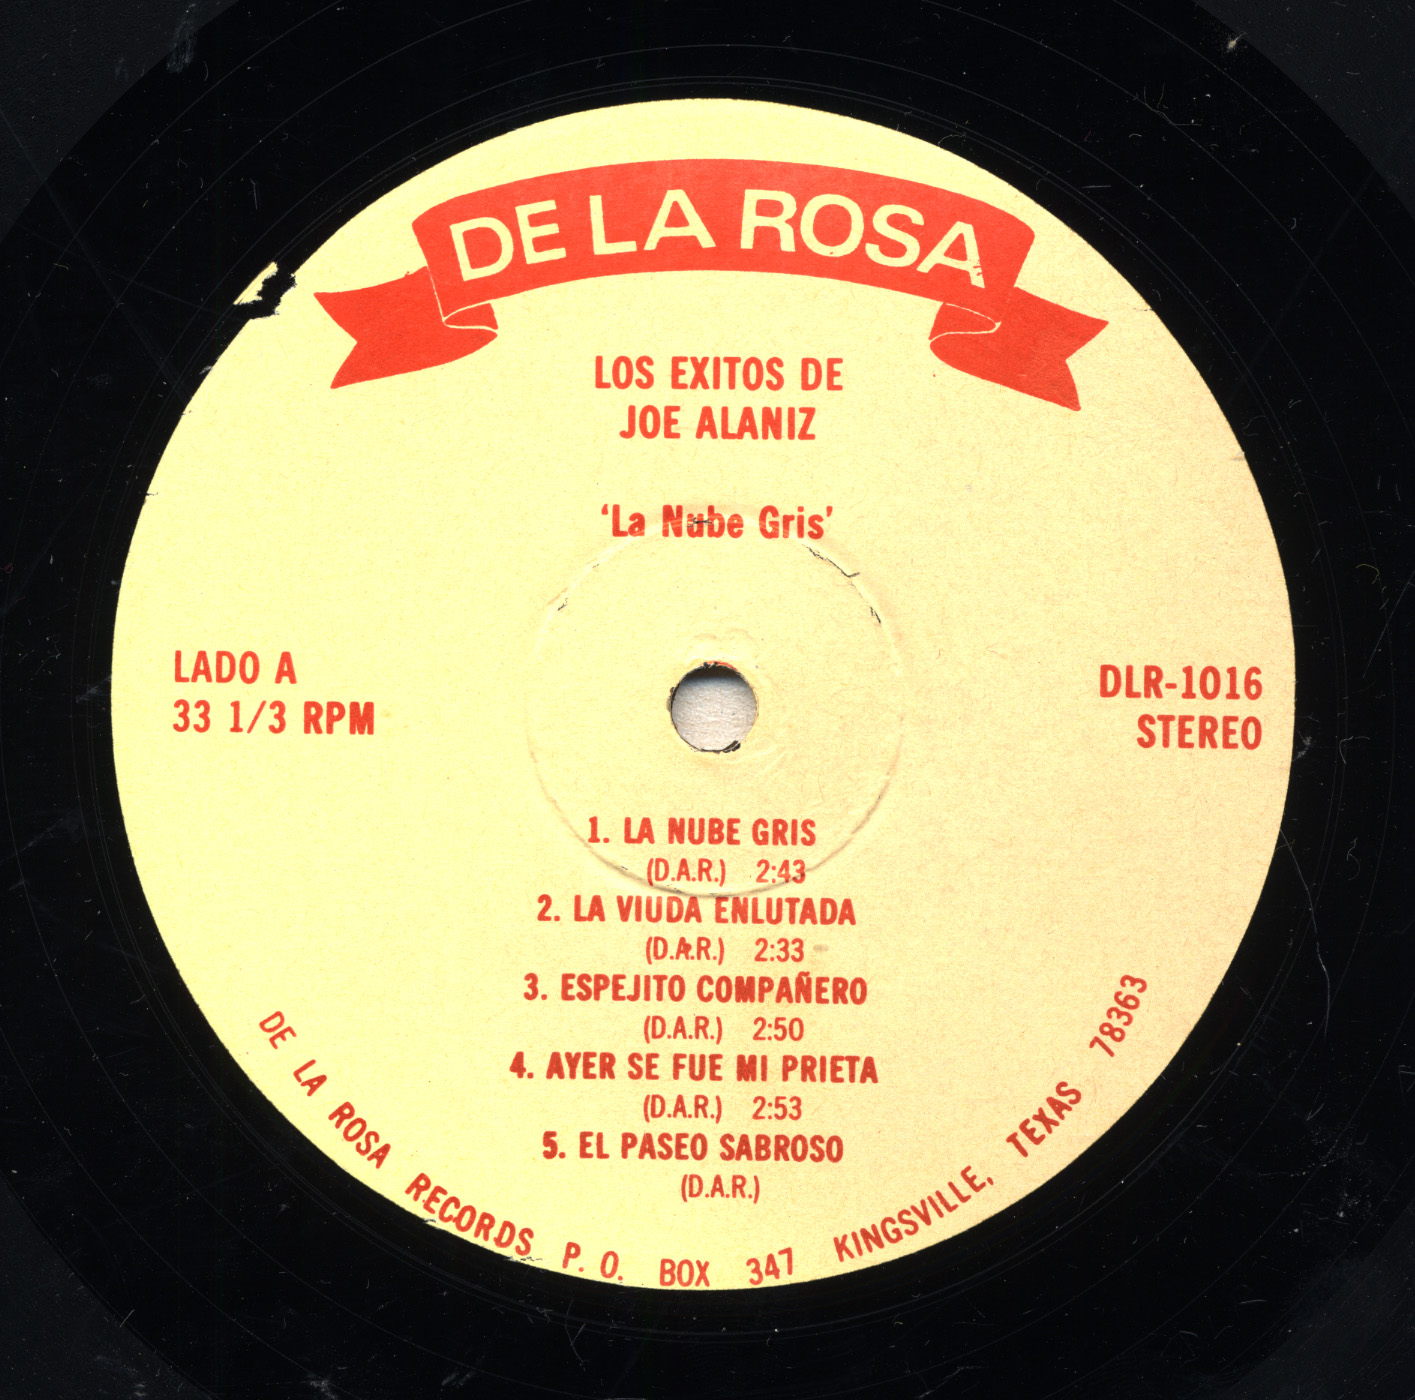 DE LA ROSA
LOS EXITOS DE
JOE ALANIZ
'La Nube Gris'
LADO A
33 1/3 RPM
DLR-1016
STEREO
1. LA NUBE GRIS
(D.A.R.) 2:43
2. LA VIUDA ENLUTADA
(D.A.R.) 2:33
3. ESPEJITO COMPAÑERO
(D.A.R.) 2:50
4. AYER SE FUE MI PRIETA
(D.A.R.) 2:53
5. EL PASEO SABROSO
(D.A.R.)
DE LA ROSA RECORDS P. O. BOX 347 KINGSVILLE, TEXAS 78363